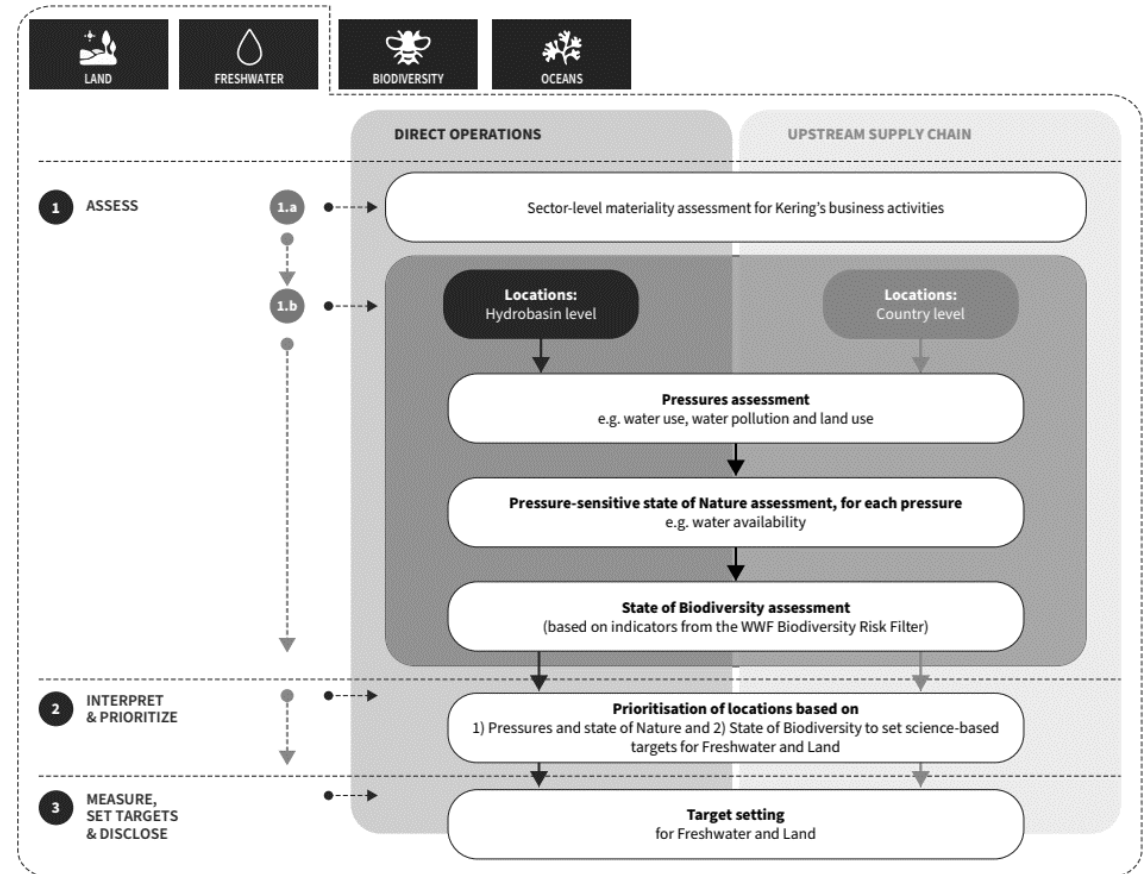 LAND
FRESHWATER
BIODIVERSITY
OCEANS
DIRECT OPERATIONS
UPSTREAM SUPPLY CHAIN
1
ASSESS
1.a
Sector-level materiality assessment for Kering’s business activities
1.b
Locations:
Hydrobasin level
Locations:
Country level
Pressures assessment
e.g. water use, water pollution and land use
Pressure-sensitive state of Nature assessment, for each pressure
e.g. water availability
State of Biodiversity assessment
(based on indicators from the WWF Biodiversity Risk Filter)
2
INTERPRET
& PRIORITIZE
Prioritisation of locations based on
1) Pressures and state of Nature and 2) State of Biodiversity to set science-based
targets for Freshwater and Land
3
MEASURE,
SET TARGETS
& DISCLOSE
Target setting
for Freshwater and Land